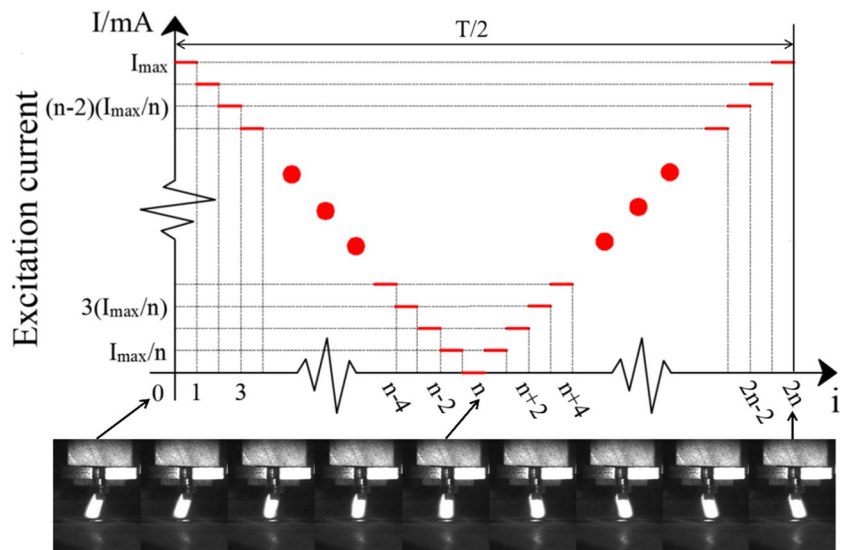 I/mA
T/2
Imax
(n-2)(Imax/n)
Excitation current
3(Imax/n)
Imax/n
0 1 3 n-4 n-2 n n+2 n+4 2n-2 2n i